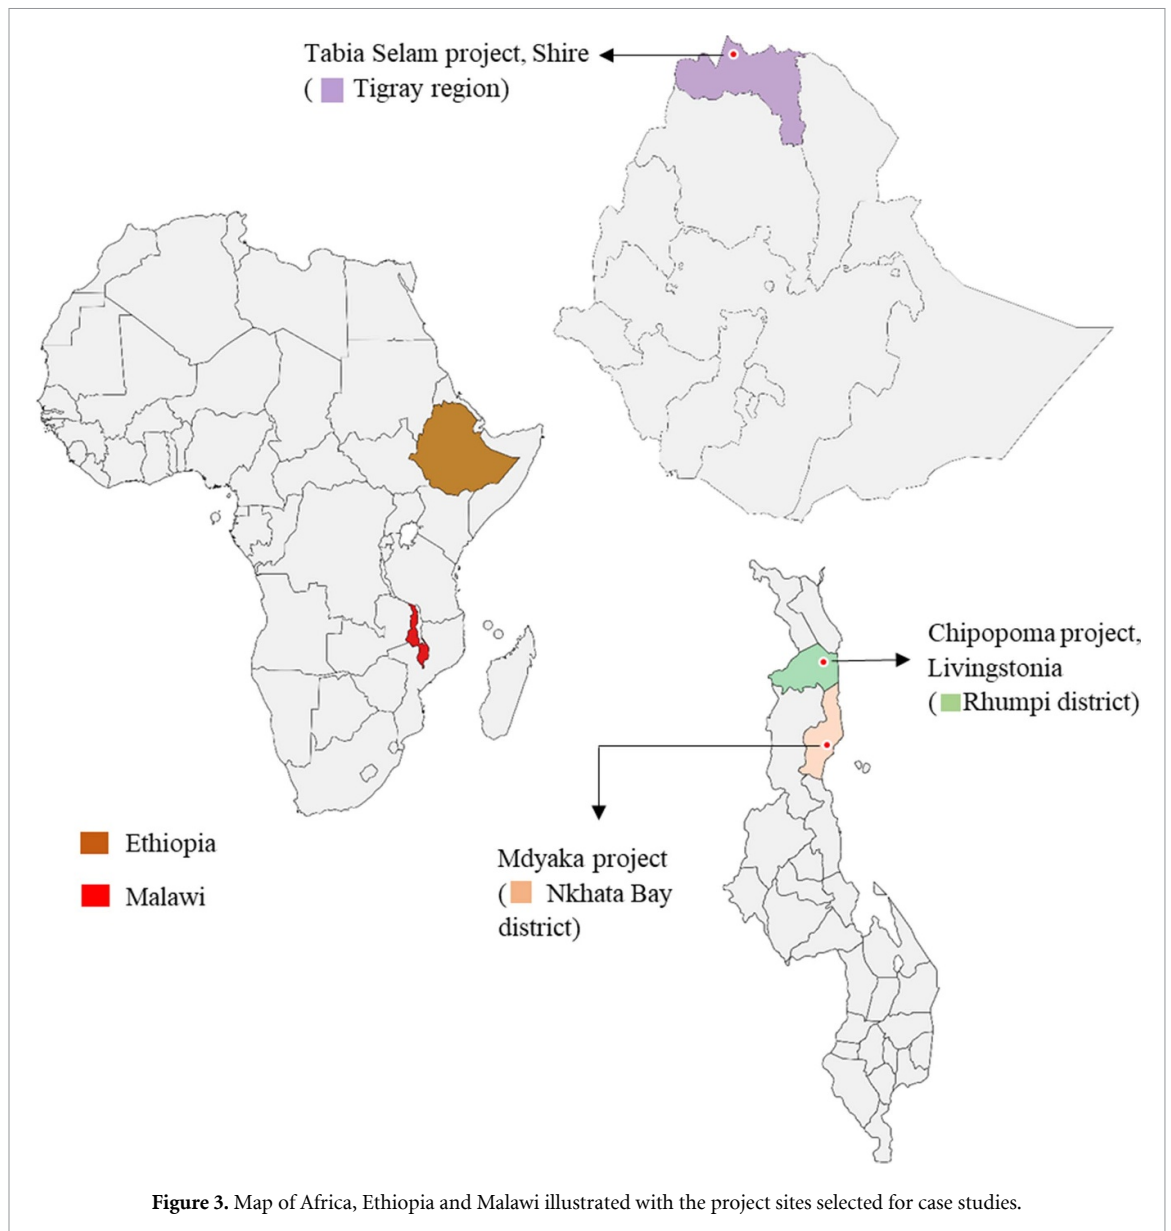 Tabia Selam project, Shire
( Tigray region)
Chipopoma project,
Livingstonia
( Rhumpi district)
Ethiopia
Malawi
Mdyaka project
( Nkhata Bay
district)
Figure 3. Map of Africa, Ethiopia and Malawi illustrated with the project sites selected for case studies.